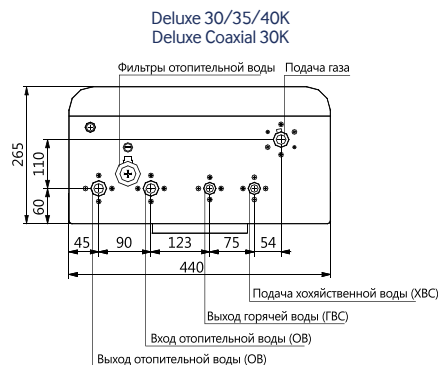 Deluxe 30/35/40K
Deluxe Coaxial 30K
Фильтры отопительной воды
Подача газа
265
110
60
45
90
123
75
54
440
Подача хохяйственной воды (ХВС)
Выход горячей воды (ГВС)
Вход отопительной воды (ОВ)
Выход отопительной воды (ОВ)